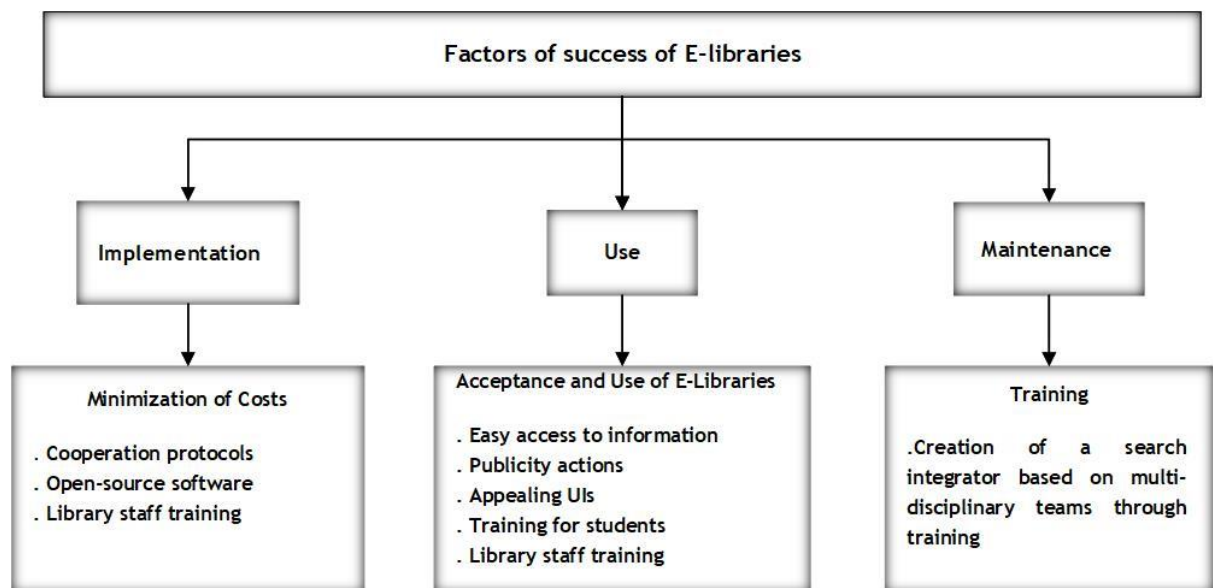 Factors of success of E-libraries
Implementation
Use
Maintenance
Minimization of Costs
. Cooperation protocols
. Open-source software
. Library staff training
Acceptance and Use of E-Libraries
. Easy access to information
. Publicity actions
. Appealing UIs
. Training for students
. Library staff training
Training
.Creation of a search
integrator based on multi-
disciplinary teams through
training